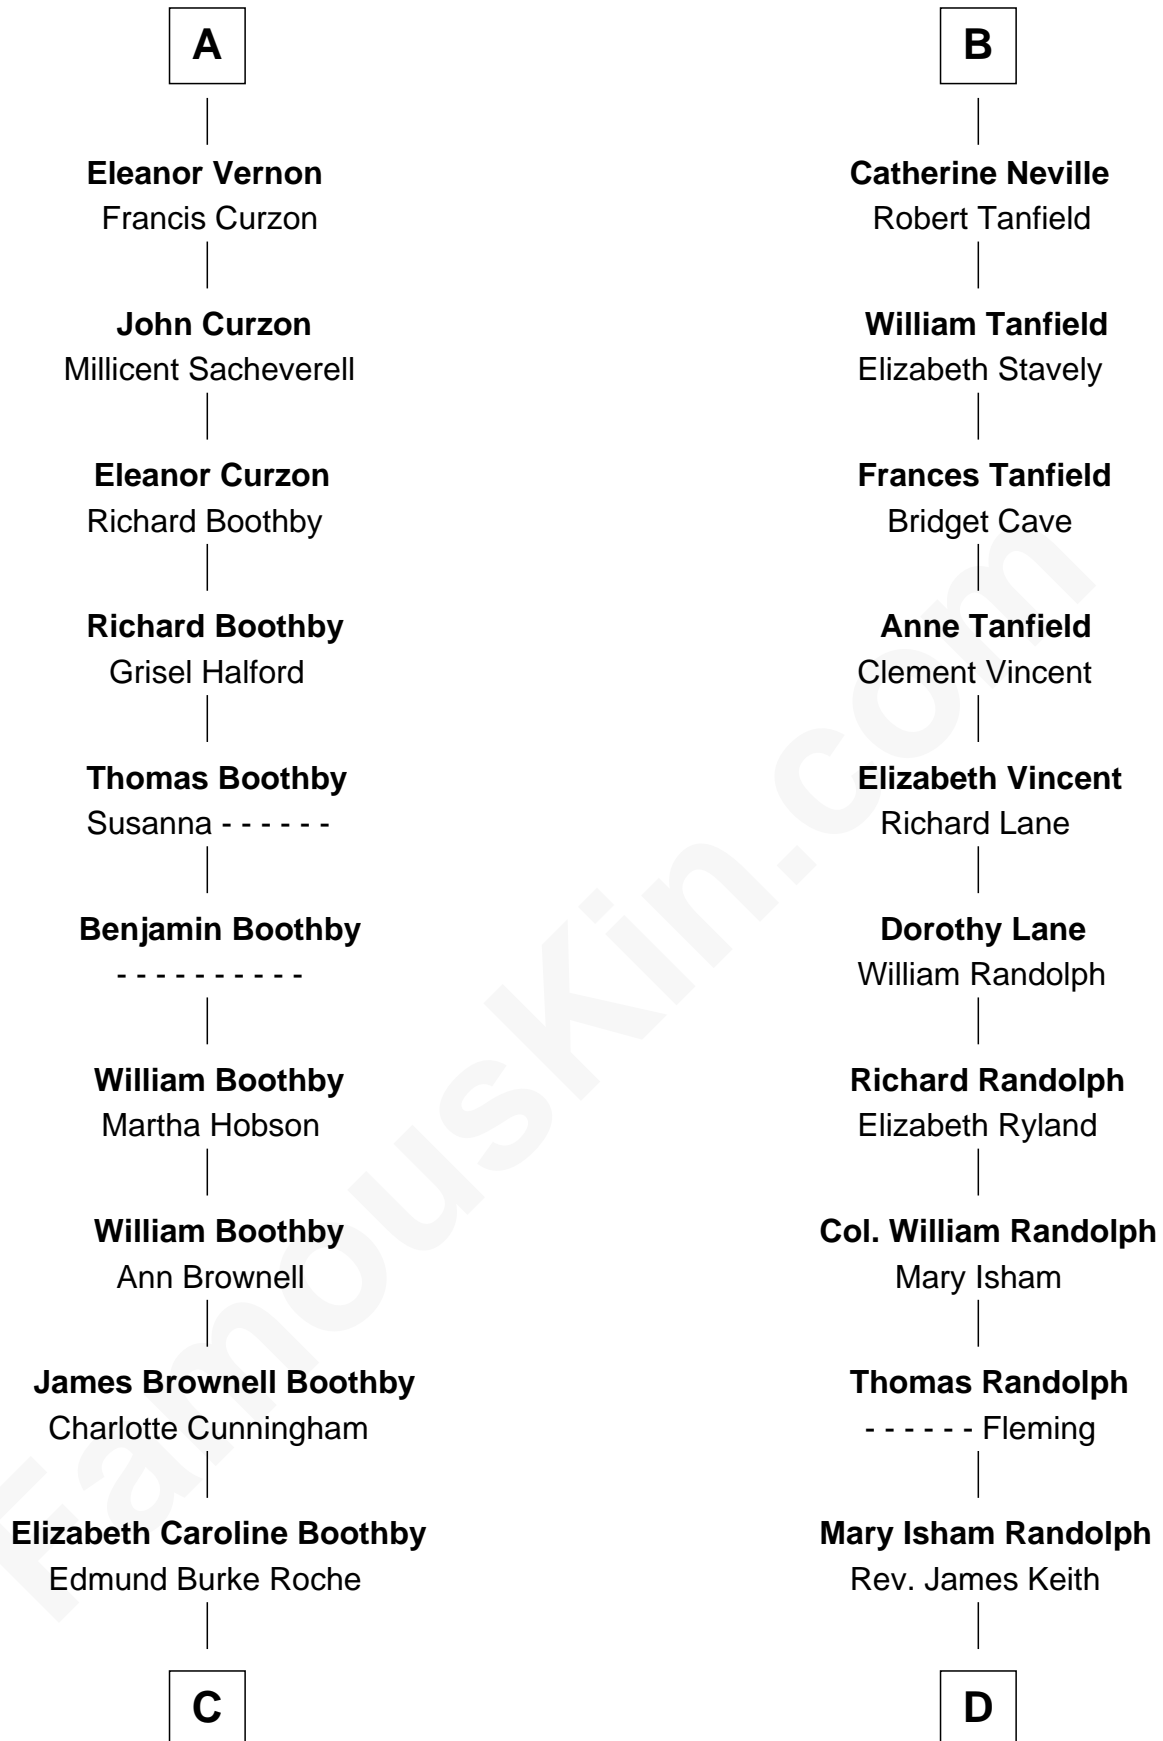 A
Eleanor Vernon
Francis Curzon
John Curzon
Millicent Sacheverell
Eleanor Curzon
Richard Boothby
Richard Boothby
Grisel Halford
Thomas Boothby
Susanna - - - - - -
Benjamin Boothby
- - - - - - - - - -
William Boothby
Martha Hobson
William Boothby
Ann Brownell
James Brownell Boothby
Charlotte Cunningham
Elizabeth Caroline Boothby
Edmund Burke Roche
C
B
Catherine Neville
Robert Tanfield
William Tanfield
Elizabeth Stavely
Frances Tanfield
Bridget Cave
Anne Tanfield
Clement Vincent
Elizabeth Vincent
Richard Lane
Dorothy Lane
William Randolph
Richard Randolph
Elizabeth Ryland
Col. William Randolph
Mary Isham
Thomas Randolph
- - - - - - Fleming
Mary Isham Randolph
Rev. James Keith
D
FamousKin.com